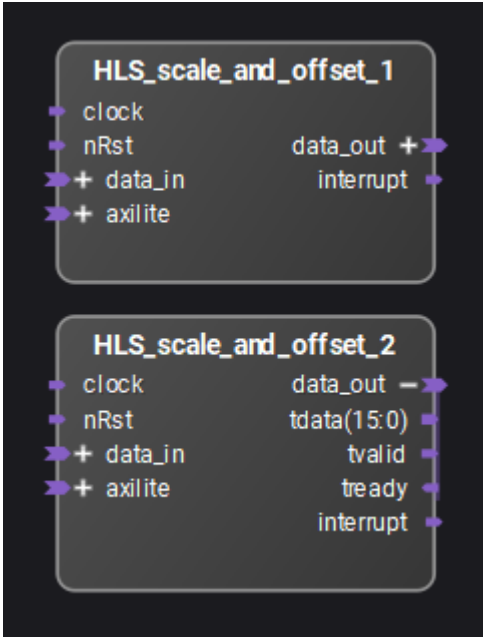 HLS_scale_and_offset_1
clock
nRst data_out +
+ data_in interrupt
+ axilite
HLS_scale_and_offset_2
clock data_out −
nRst tdata(15:0)
+ data_in tvalid
+ axilite tready
interrupt